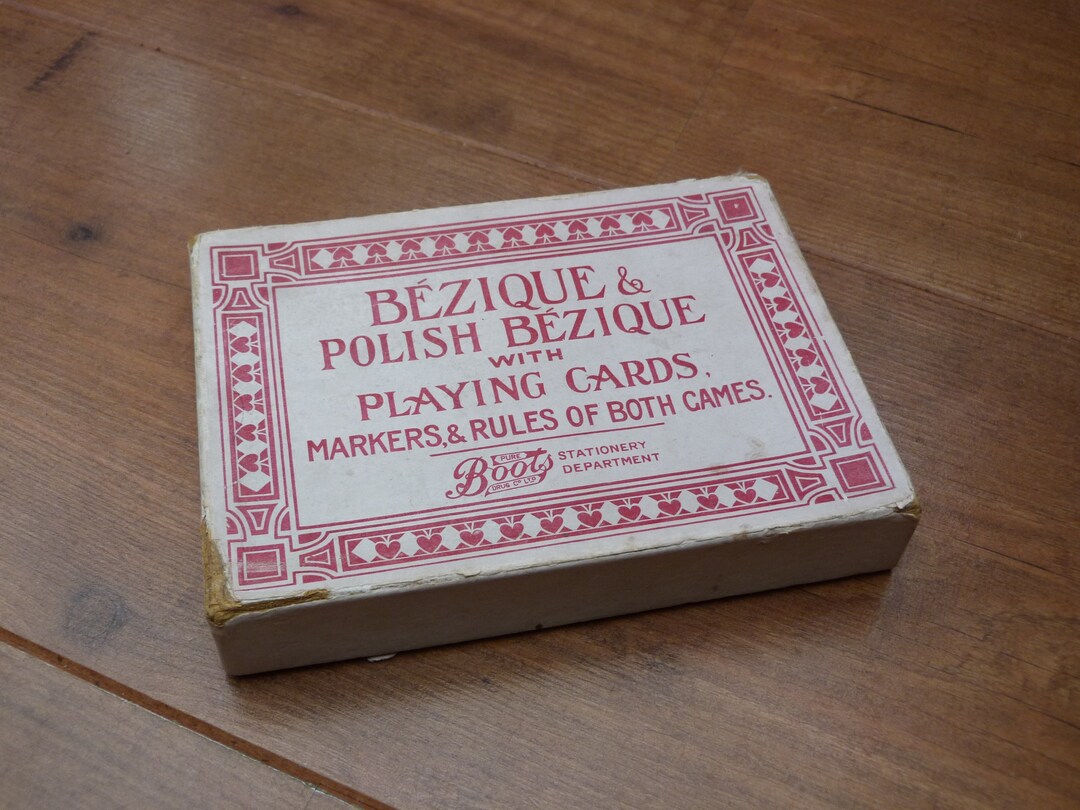 BÉZIQUE &
POLISH BÉZIQUE
WITH
PLAYING CARDS,
MARKERS, & RULES OF BOTH GAMES.
PURE
Boots
DRUG CO LTD
STATIONERY
DEPARTMENT